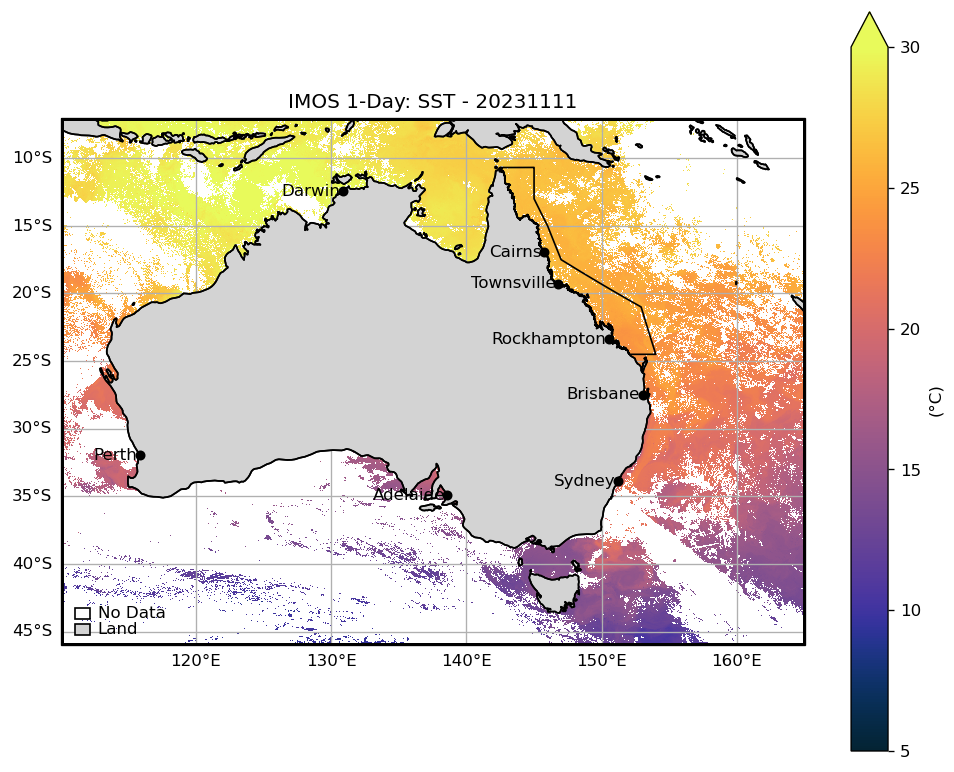 IMOS 1-Day: SST - 20231111
30
10°S
Darwin
25
15°S
Cairns
Townsville
20°S
20
Rockhampton
25°S
Brisbane
(°C)
30°S
Perth
15
Sydney
35°S
Adelaide
40°S
10
No Data
Land
45°S
120°E 130°E 140°E 150°E 160°E
5